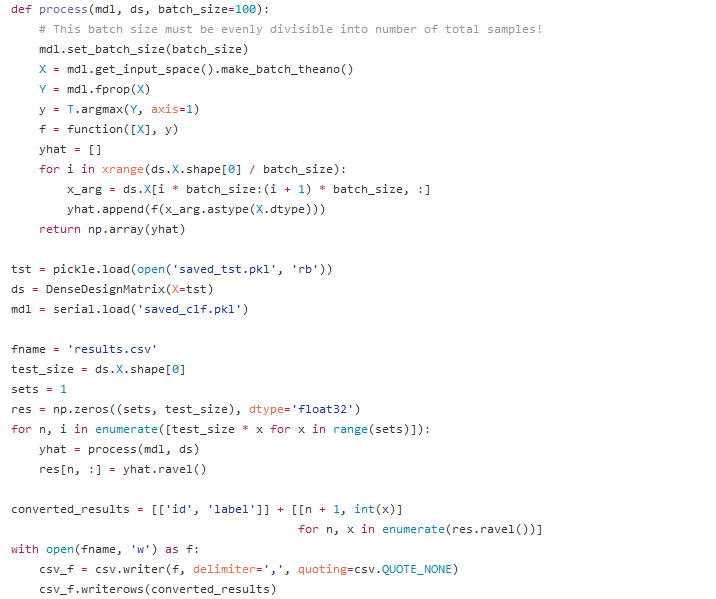 def process(mdl, ds, batch_size=100):
    # This batch size must be evenly divisible into number of total samples!
    mdl.set_batch_size(batch_size)
    X = mdl.get_input_space().make_batch_theano()
    Y = mdl.fprop(X)
    y = T.argmax(Y, axis=1)
    f = function([X], y)
    yhat = []
    for i in xrange(ds.X.shape[0] / batch_size):
        x_arg = ds.X[i * batch_size:(i + 1) * batch_size, :]
        yhat.append(f(x_arg.astype(X.dtype)))
    return np.array(yhat)

tst = pickle.load(open('saved_tst.pkl', 'rb'))
ds = DenseDesignMatrix(X=tst)
mdl = serial.load('saved_clf.pkl')

fname = 'results.csv'
test_size = ds.X.shape[0]
sets = 1
res = np.zeros((sets, test_size), dtype='float32')
for n, i in enumerate([test_size * x for x in range(sets)]):
    yhat = process(mdl, ds)
    res[n, :] = yhat.ravel()

converted_results = [['id', 'label']] + [[n + 1, int(x)]
                                         for n, x in enumerate(res.ravel())]
with open(fname, 'w') as f:
    csv_f = csv.writer(f, delimiter=',', quoting=csv.QUOTE_NONE)
    csv_f.writerows(converted_results)